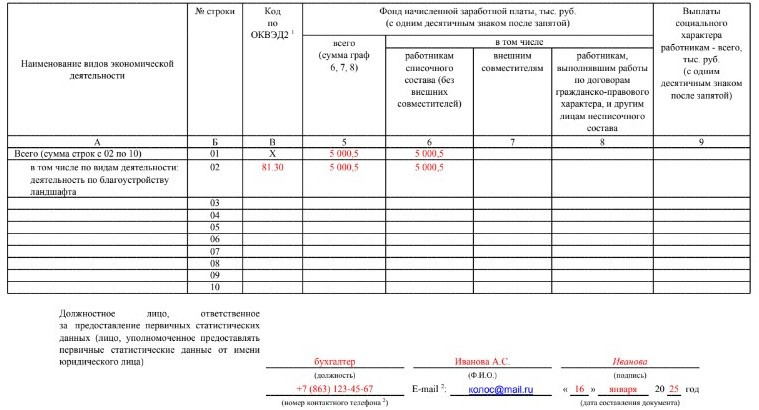 Наименование видов экономической
деятельности
№ строки
Код
по
ОКВЭД2 ¹
Фонд начисленной заработной платы, тыс. руб.
(с одним десятичным знаком после запятой)
всего
(сумма граф
6, 7, 8)
в том числе
работникам
списочного
состава (без
внешних
совместителей)
внешним
совместителям
работникам,
выполнявшим работы
по договорам
гражданско-правового
характера, и другим
лицам несписочного
состава
Выплаты
социального
характера
работникам - всего,
тыс. руб.
(с одним
десятичным знаком
после запятой)
А Б В 5 6 7 8 9
Всего (сумма строк с 02 по 10) 01 X 5 000,5 5 000,5
в том числе по видам деятельности: 02 81.30 5 000,5 5 000,5
деятельность по благоустройству
ландшафта
03
04
05
06
07
08
09
10
Должностное лицо, ответственное
за предоставление первичных статистических
данных (лицо, уполномоченное предоставлять
первичные статистические данные от имени
юридического лица)
бухгалтер Иванова А.С. Иванова
(должность) (Ф.И.О.) (подпись)
+7 (863) 123-45-67 E-mail ²: колос@mail.ru « 16 » января 20 25 год
(номер контактного телефона ²) (дата составления документа)